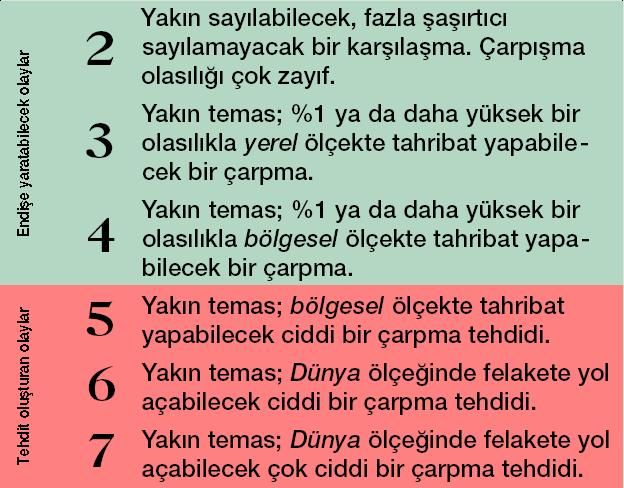 Endişe yaratabilecek olaylar
2
Yakın sayılabilecek, fazla şaşırtıcı
sayılamayacak bir karşılaşma. Çarpışma
olasılığı çok zayıf.
3
Yakın temas; %1 ya da daha yüksek bir
olasılıkla yerel ölçekte tahribat yapabile-
cek bir çarpma.
4
Yakın temas; %1 ya da daha yüksek bir
olasılıkla bölgesel ölçekte tahribat yapa-
bilecek bir çarpma.
Tehdit oluşturan olaylar
5
Yakın temas; bölgesel ölçekte tahribat
yapabilecek ciddi bir çarpma tehdidi.
6
Yakın temas; Dünya ölçeğinde felakete yol
açabilecek ciddi bir çarpma tehdidi.
7
Yakın temas; Dünya ölçeğinde felakete yol
açabilecek çok ciddi bir çarpma tehdidi.